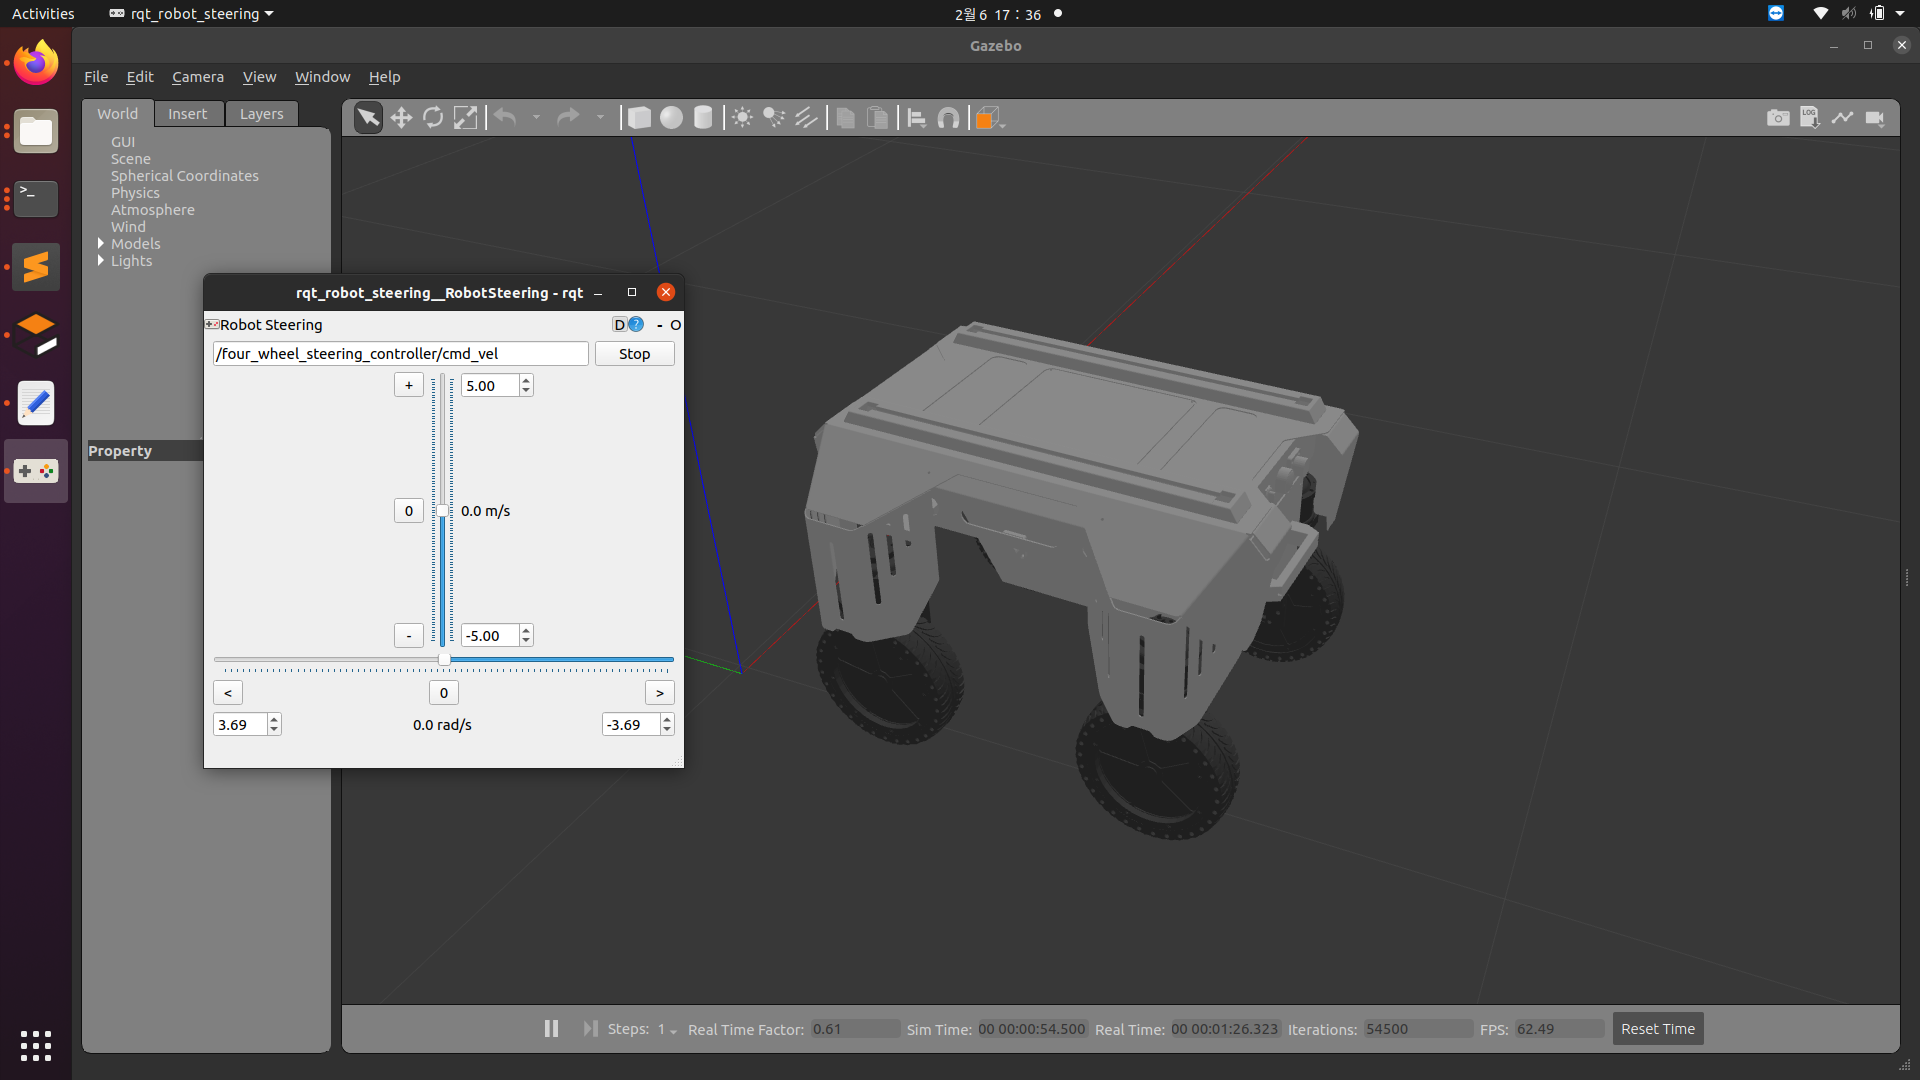 Activities rqt_robot_steering 2월 6 17 : 36
Gazebo
File Edit Camera View Window Help
World Insert Layers
GUI
Scene
Spherical Coordinates
Physics
Atmosphere
Wind
Models
Lights
Property
LOG
rqt_robot_steering__RobotSteering - rqt
Robot Steering D ? - O
/four_wheel_steering_controller/cmd_vel Stop
+ 5.00
0 0.0 m/s
- -5.00
< 0 >
3.69 0.0 rad/s -3.69
Steps: 1 Real Time Factor: 0.61 Sim Time: 00 00:00:54.500 Real Time: 00 00:01:26.323 Iterations: 54500 FPS: 62.49 Reset Time